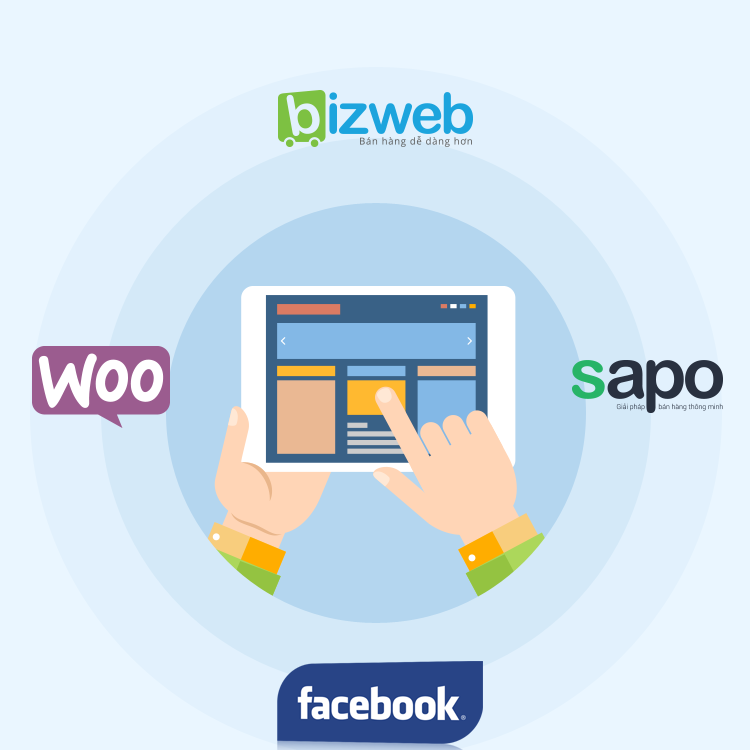 bizweb
Bán hàng dễ dàng hơn
Woo
sapo
Giải pháp bán hàng thông minh
facebook®